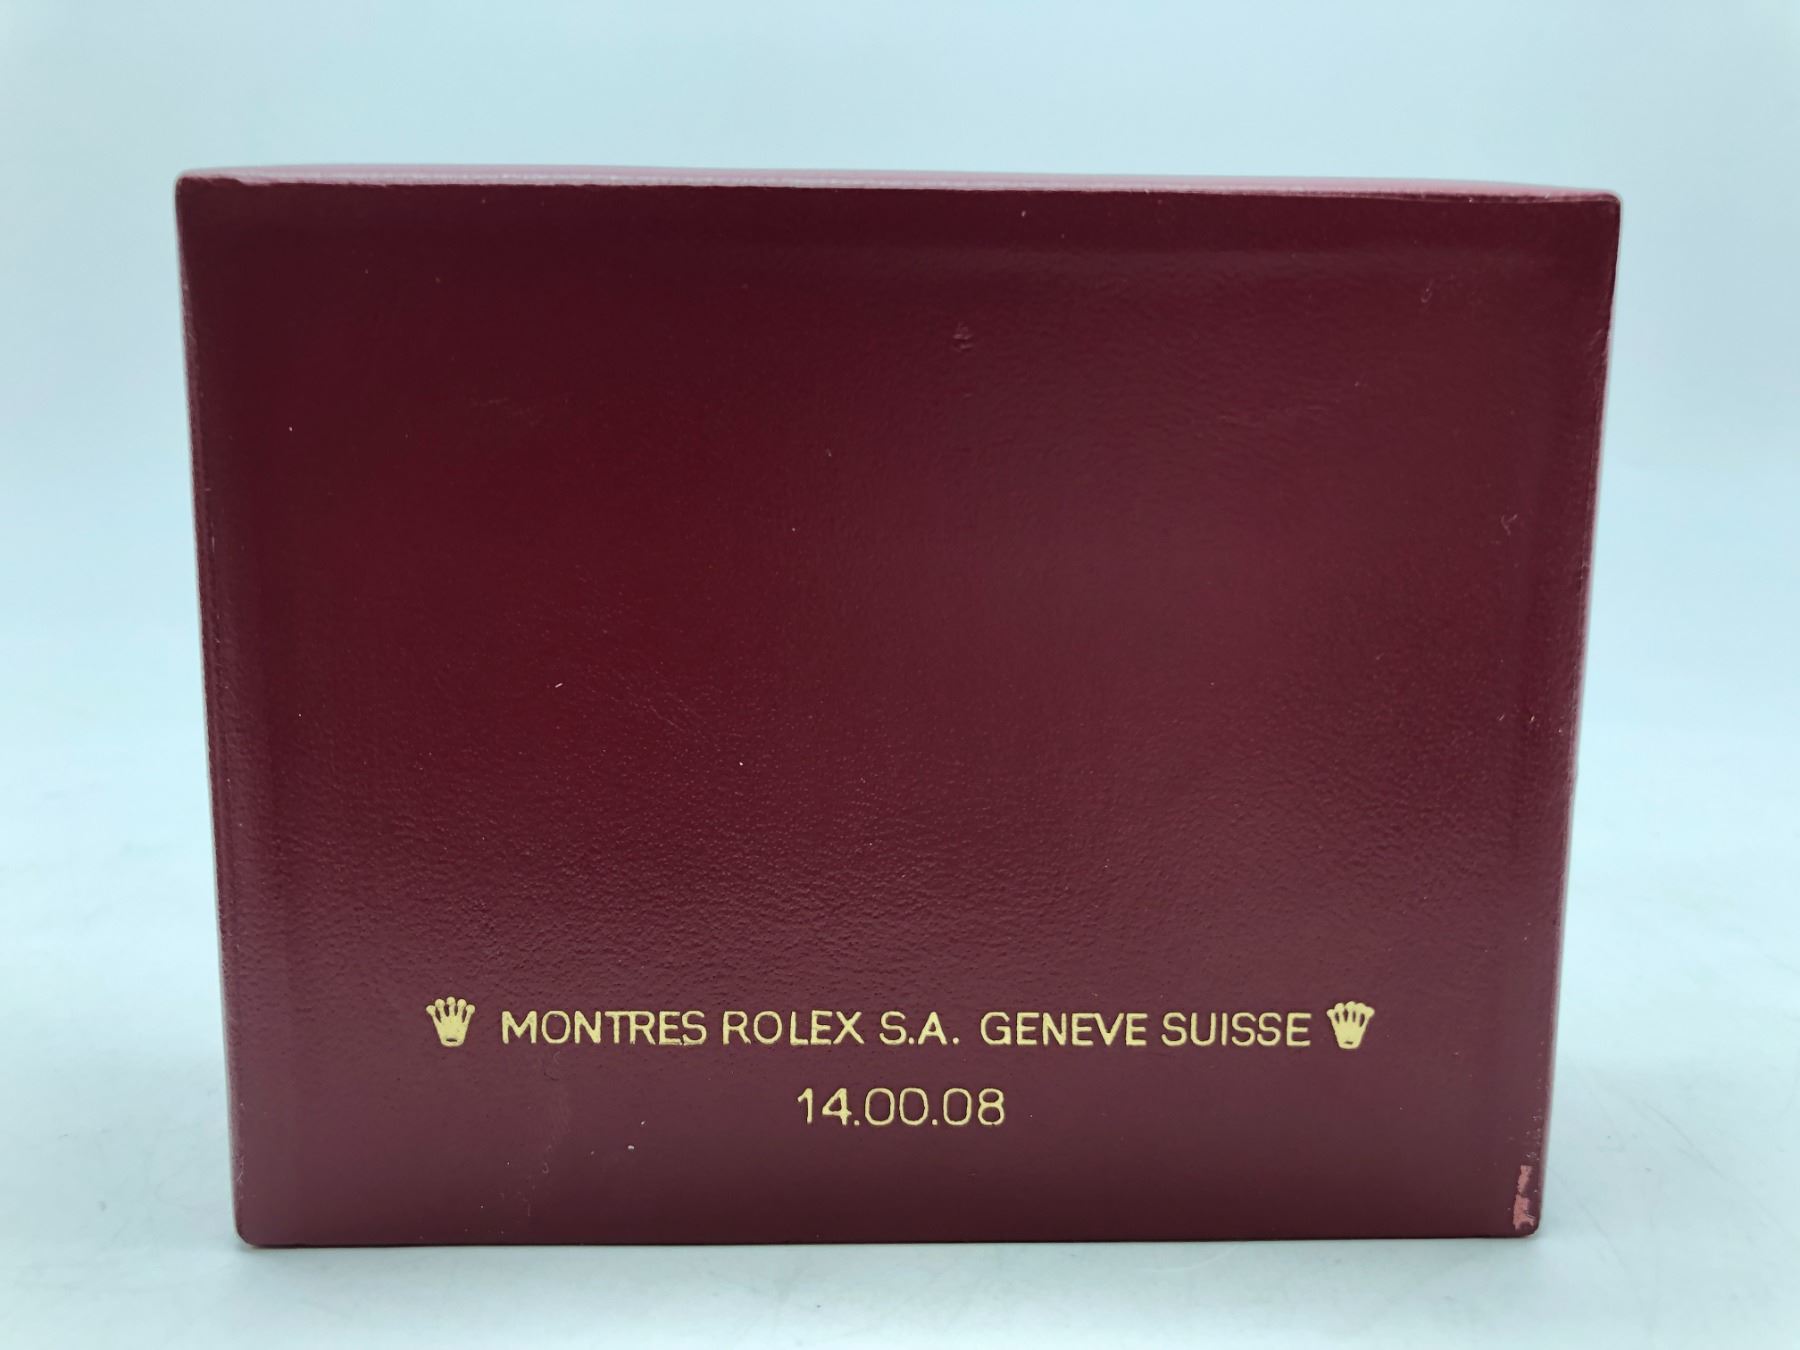 MONTRES ROLEX S.A. GENEVE SUISSE
14.00.08